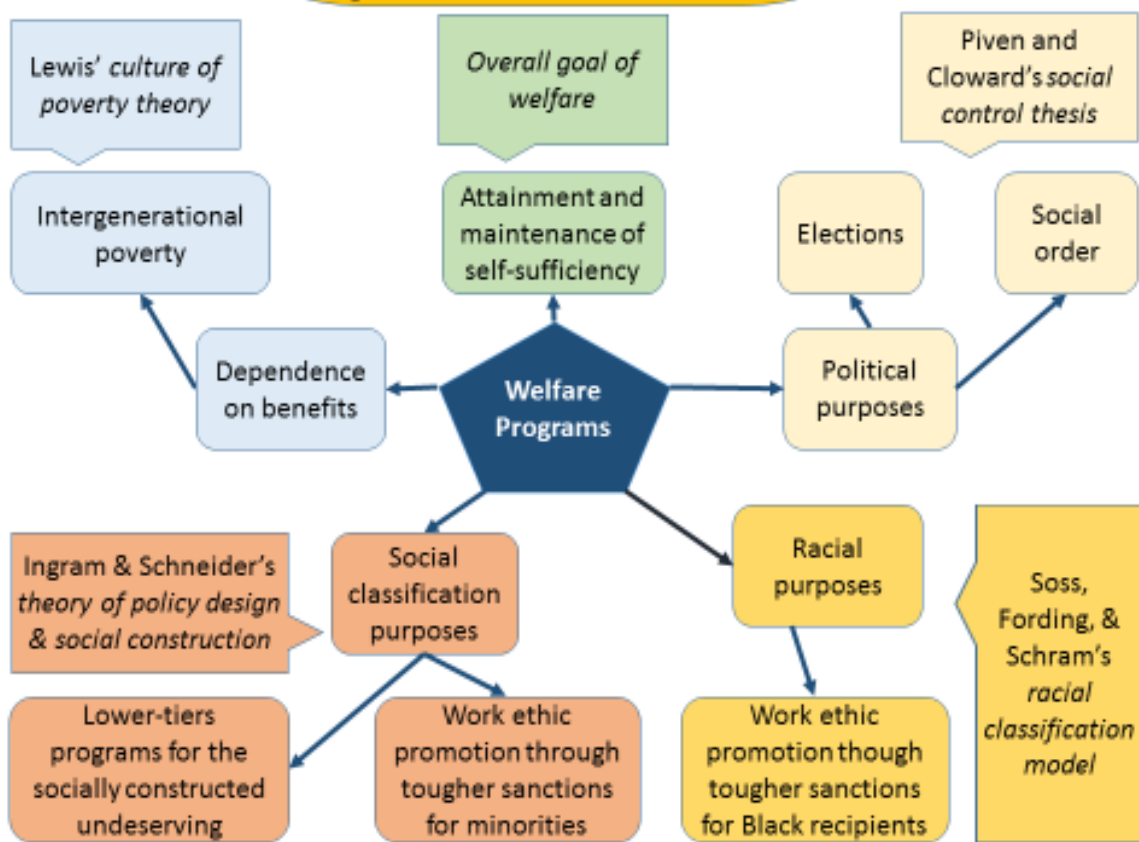 Lewis' culture of
poverty theory
Overall goal of
welfare
Piven and
Cloward's social
control thesis
Intergenerational
poverty
Attainment and
maintenance of
self-sufficiency
Elections
Social
order
Dependence
on benefits
Welfare
Programs
Political
purposes
Ingram & Schneider's
theory of policy design
& social construction
Social
classification
purposes
Racial
purposes
Soss,
Fording, &
Schram's
racial
classification
model
Lower-tiers
programs for the
socially constructed
undeserving
Work ethic
promotion through
tougher sanctions
for minorities
Work ethic
promotion though
tougher sanctions
for Black recipients